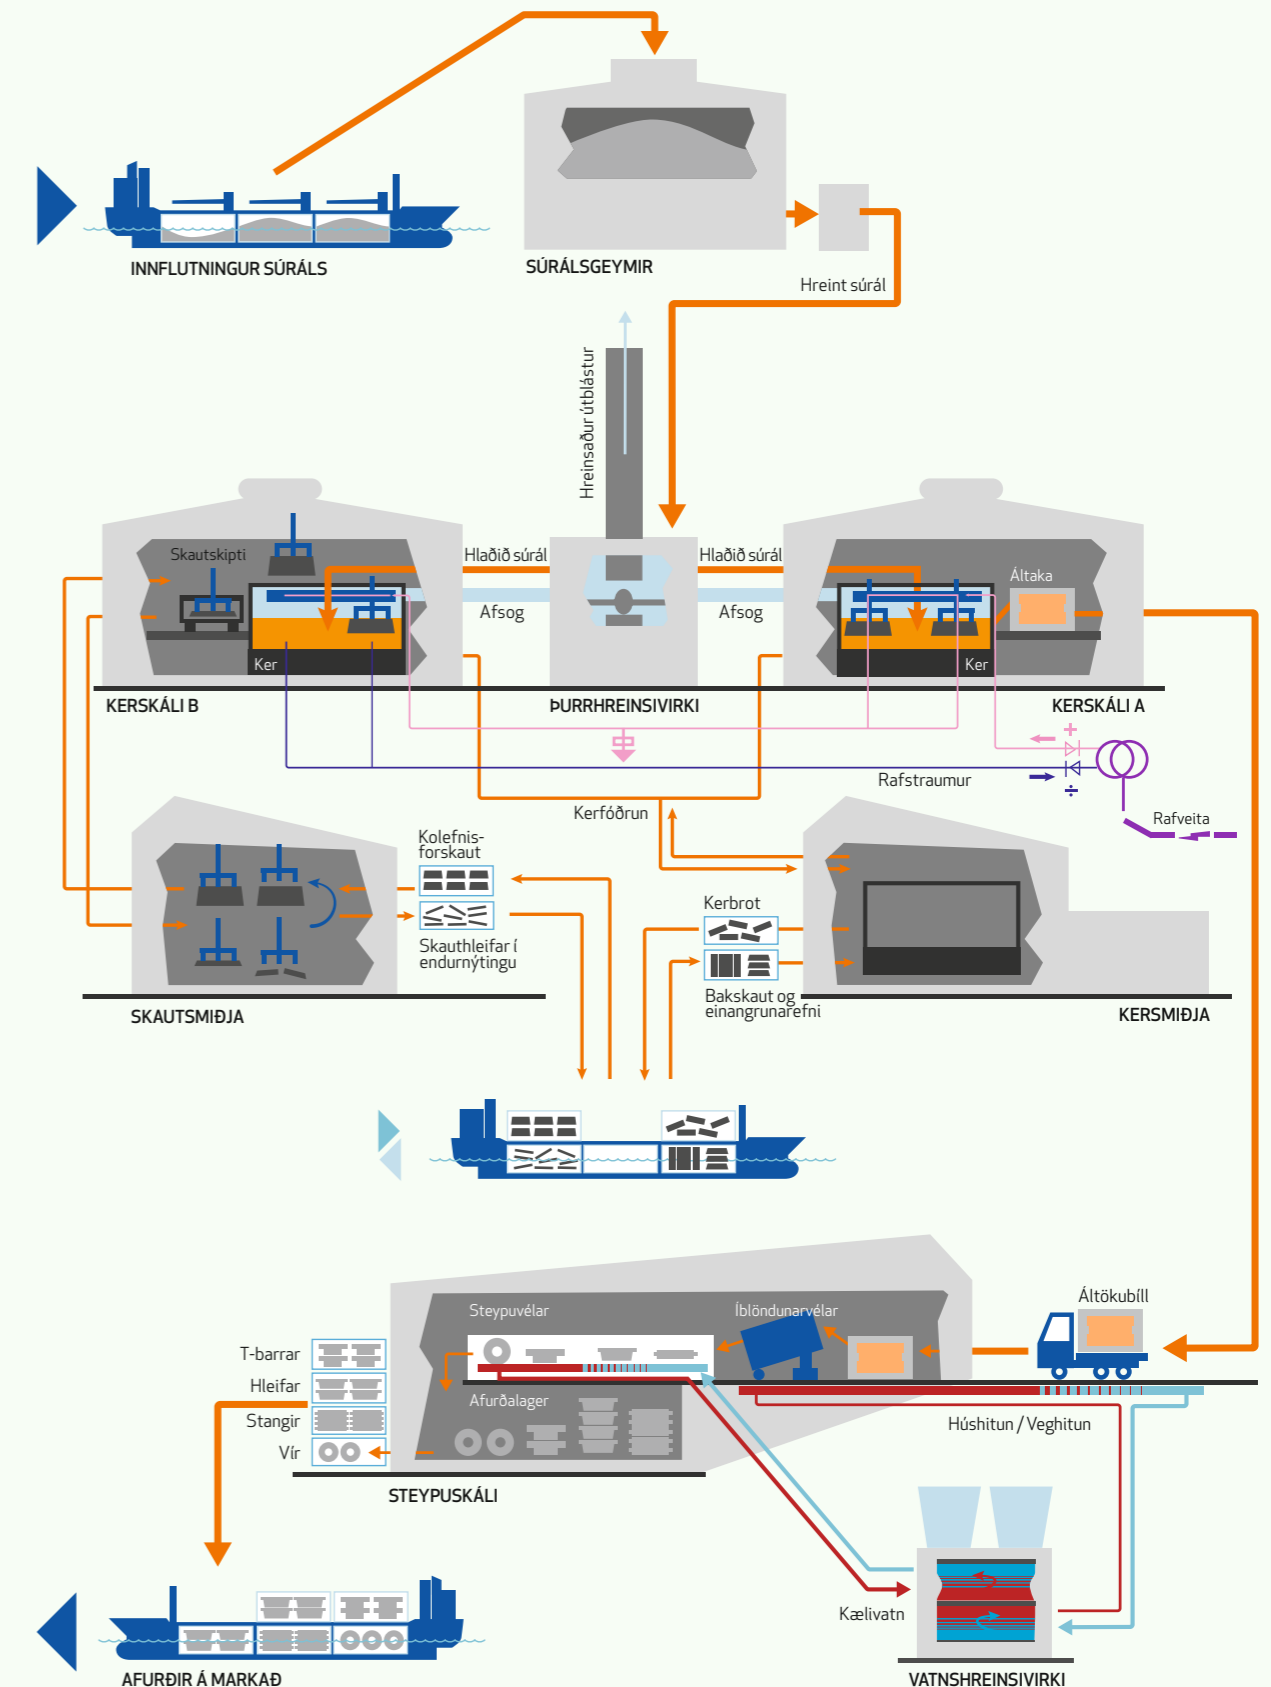 INNFLUTNINGUR SÚRÁLS
SÚRÁLSGEYMIR
Hreint súrál
Hreinsaður útblástur
Skautskipti
Hlaðið súrál
Hlaðið súrál
Áltaka
Afsog
Afsog
Ker
Ker
KERSKÁLI B
ÞURRHREINSIVIRKI
KERSKÁLI A
+
Rafstraumur
÷
Kerfóðrun
Rafveita
Kolefnis-
forskaut
Kerbrot
Skauthleifar í
endurnýtingu
Bakskaut og
einangrunarefni
SKAUTSMIÐJA
KERSMIÐJA
Áltökubíll
Steypuvélar
Íblöndunarvélar
T-barrar
Hleifar
Afurðalager
Stangir
Húshitun / Veghitun
Vír
STEYPUSKÁLI
Kælivatn
AFURÐIR Á MARKAÐ
VATNSHREINSIVIRKI